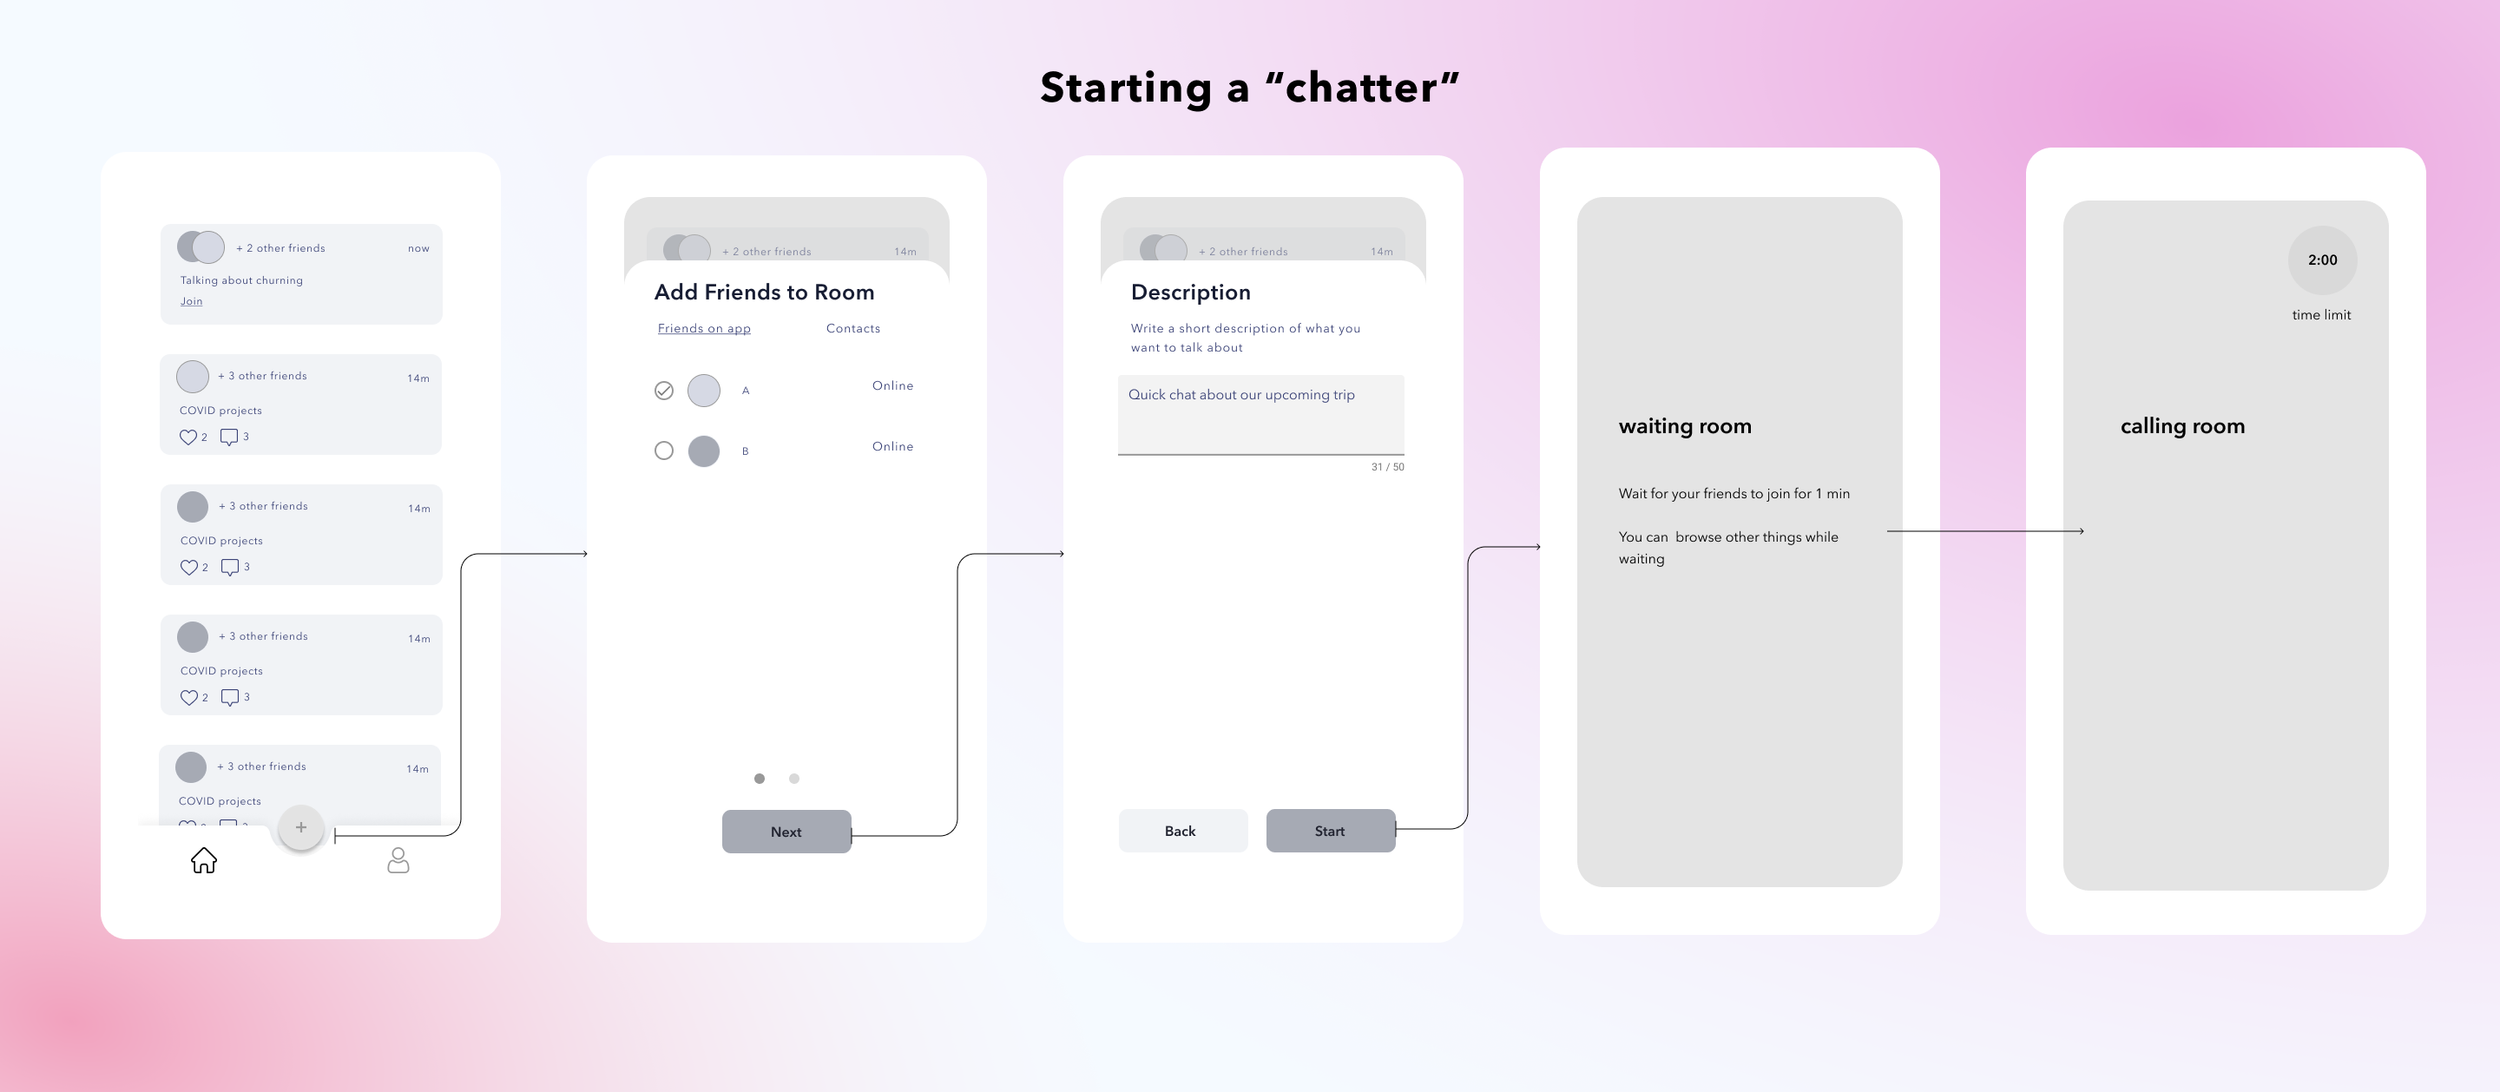 Starting a “chatter”
+ 2 other friends
now
Talking about churning
Join
+ 3 other friends
14m
COVID projects
2
3
+ 3 other friends
14m
COVID projects
2
3
+ 3 other friends
14m
COVID projects
2
3
+ 3 other friends
14m
COVID projects
+
+ 2 other friends
14m
Add Friends to Room
Friends on app
Contacts
A
Online
B
Online
Next
+ 2 other friends
14m
Description
Write a short description of what you
want to talk about
Quick chat about our upcoming trip
31 / 50
Back
Start
waiting room
Wait for your friends to join for 1 min
You can  browse other things while
waiting
2:00
time limit
calling room